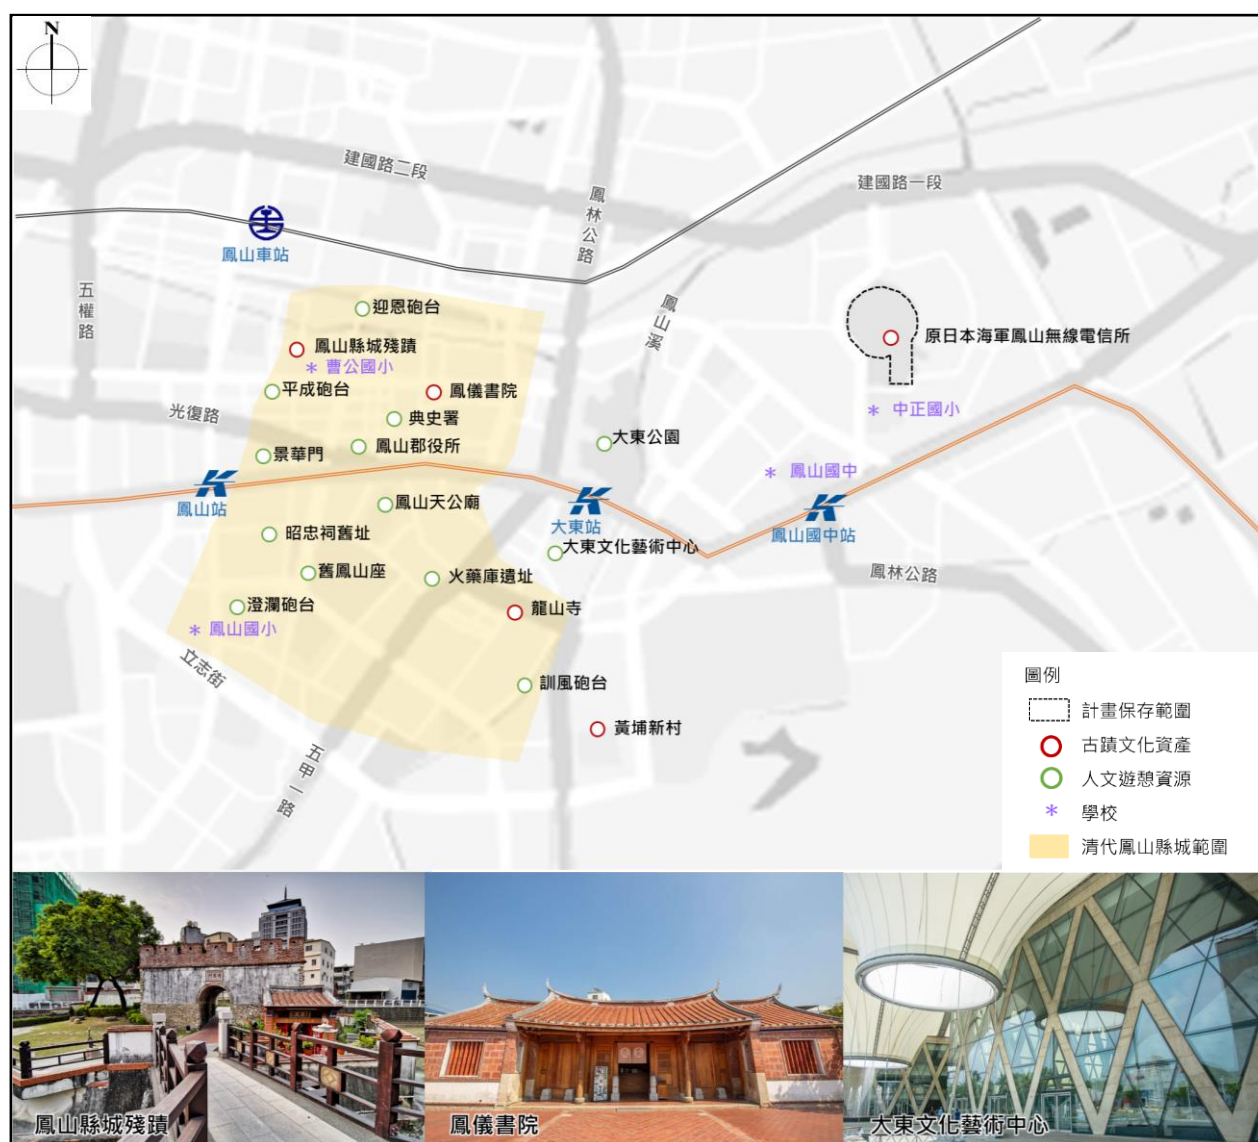 N
建國路二段
建國路一段
鳳林公路
鳳山車站
五權路
鳳山溪
迎恩砲台
原日本海軍鳳山無線電信所
鳳山縣城殘蹟
曹公國小
平成砲台
鳳儀書院
中正國小
光復路
典史署
大東公園
鳳山郡役所
景華門
鳳山國中
鳳山站
鳳山天公廟
大東站
鳳山國中站
昭忠祠舊址
大東文化藝術中心
舊鳳山座
火藥庫遺址
鳳林公路
澄瀾砲台
龍山寺
鳳山國小
立志街
訓風砲台
黃埔新村
五甲一路
圖例
計畫保存範圍
古蹟文化資產
人文遊憩資源
學校
清代鳳山縣城範圍
鳳山縣城殘蹟
鳳儀書院
大東文化藝術中心